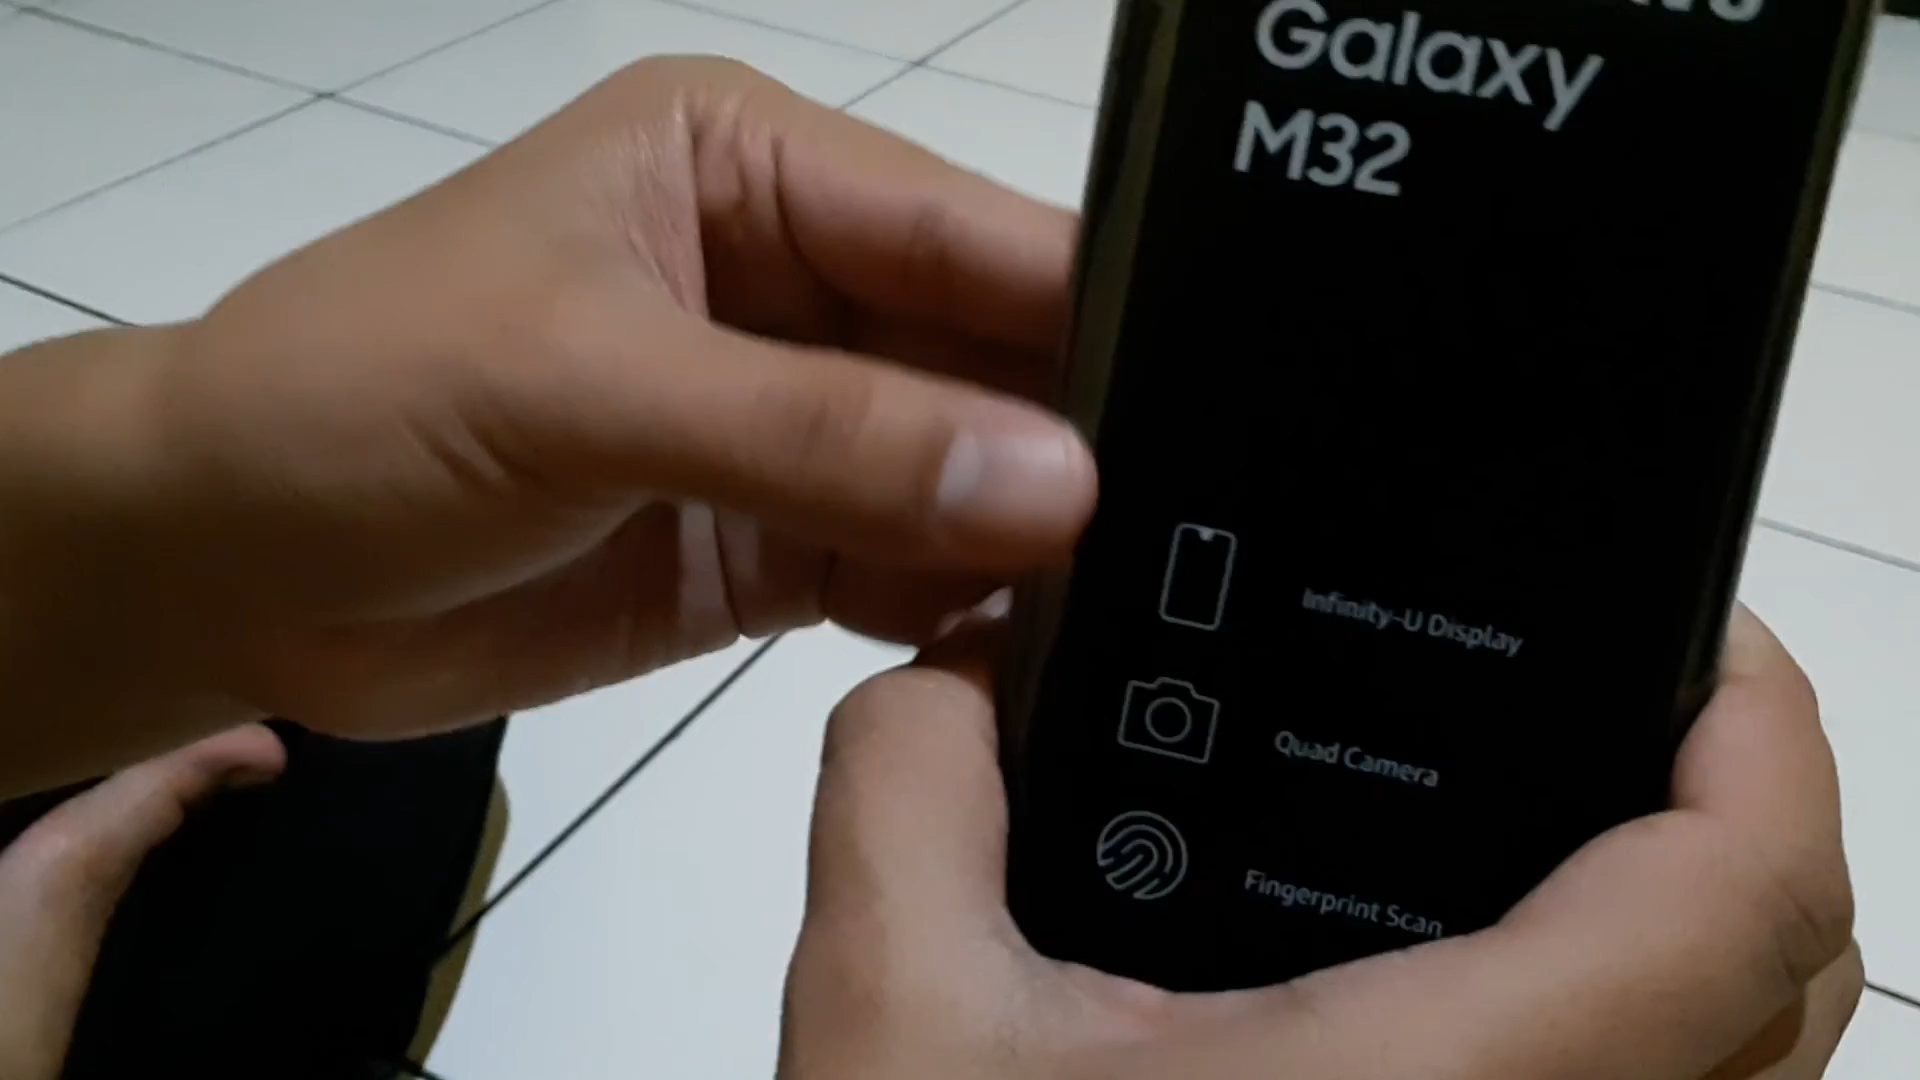 Galaxy
M32
Infinity-U Display
Quad Camera
Fingerprint Scan